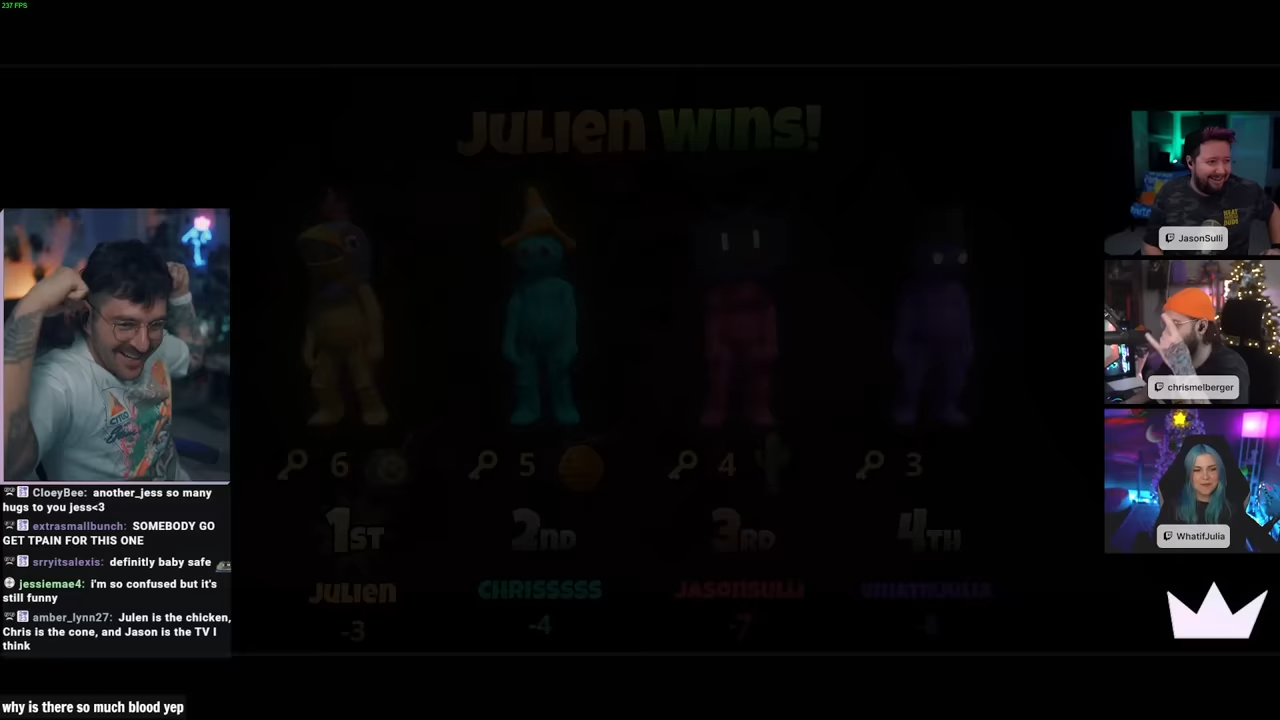 237 FPS
JULIEN WINS!
6
5
4
3
1ST
2ND
3RD
4TH
JULIEN
CHRISSSSS
JASONSULLI
WHATIFJULIA
-3
-4
-7
JasonSulli
chrismelberger
WhatifJulia
CloeyBee: another_jess so many
hugs to you jess<3
extrasmallbunch: SOMEBODY GO
GET TPAIN FOR THIS ONE
srryitsalexis: definitly baby safe
jessiemae4: i'm so confused but it's
still funny
amber_lynn27: Julen is the chicken,
Chris is the cone, and Jason is the TV I
think
why is there so much blood yep